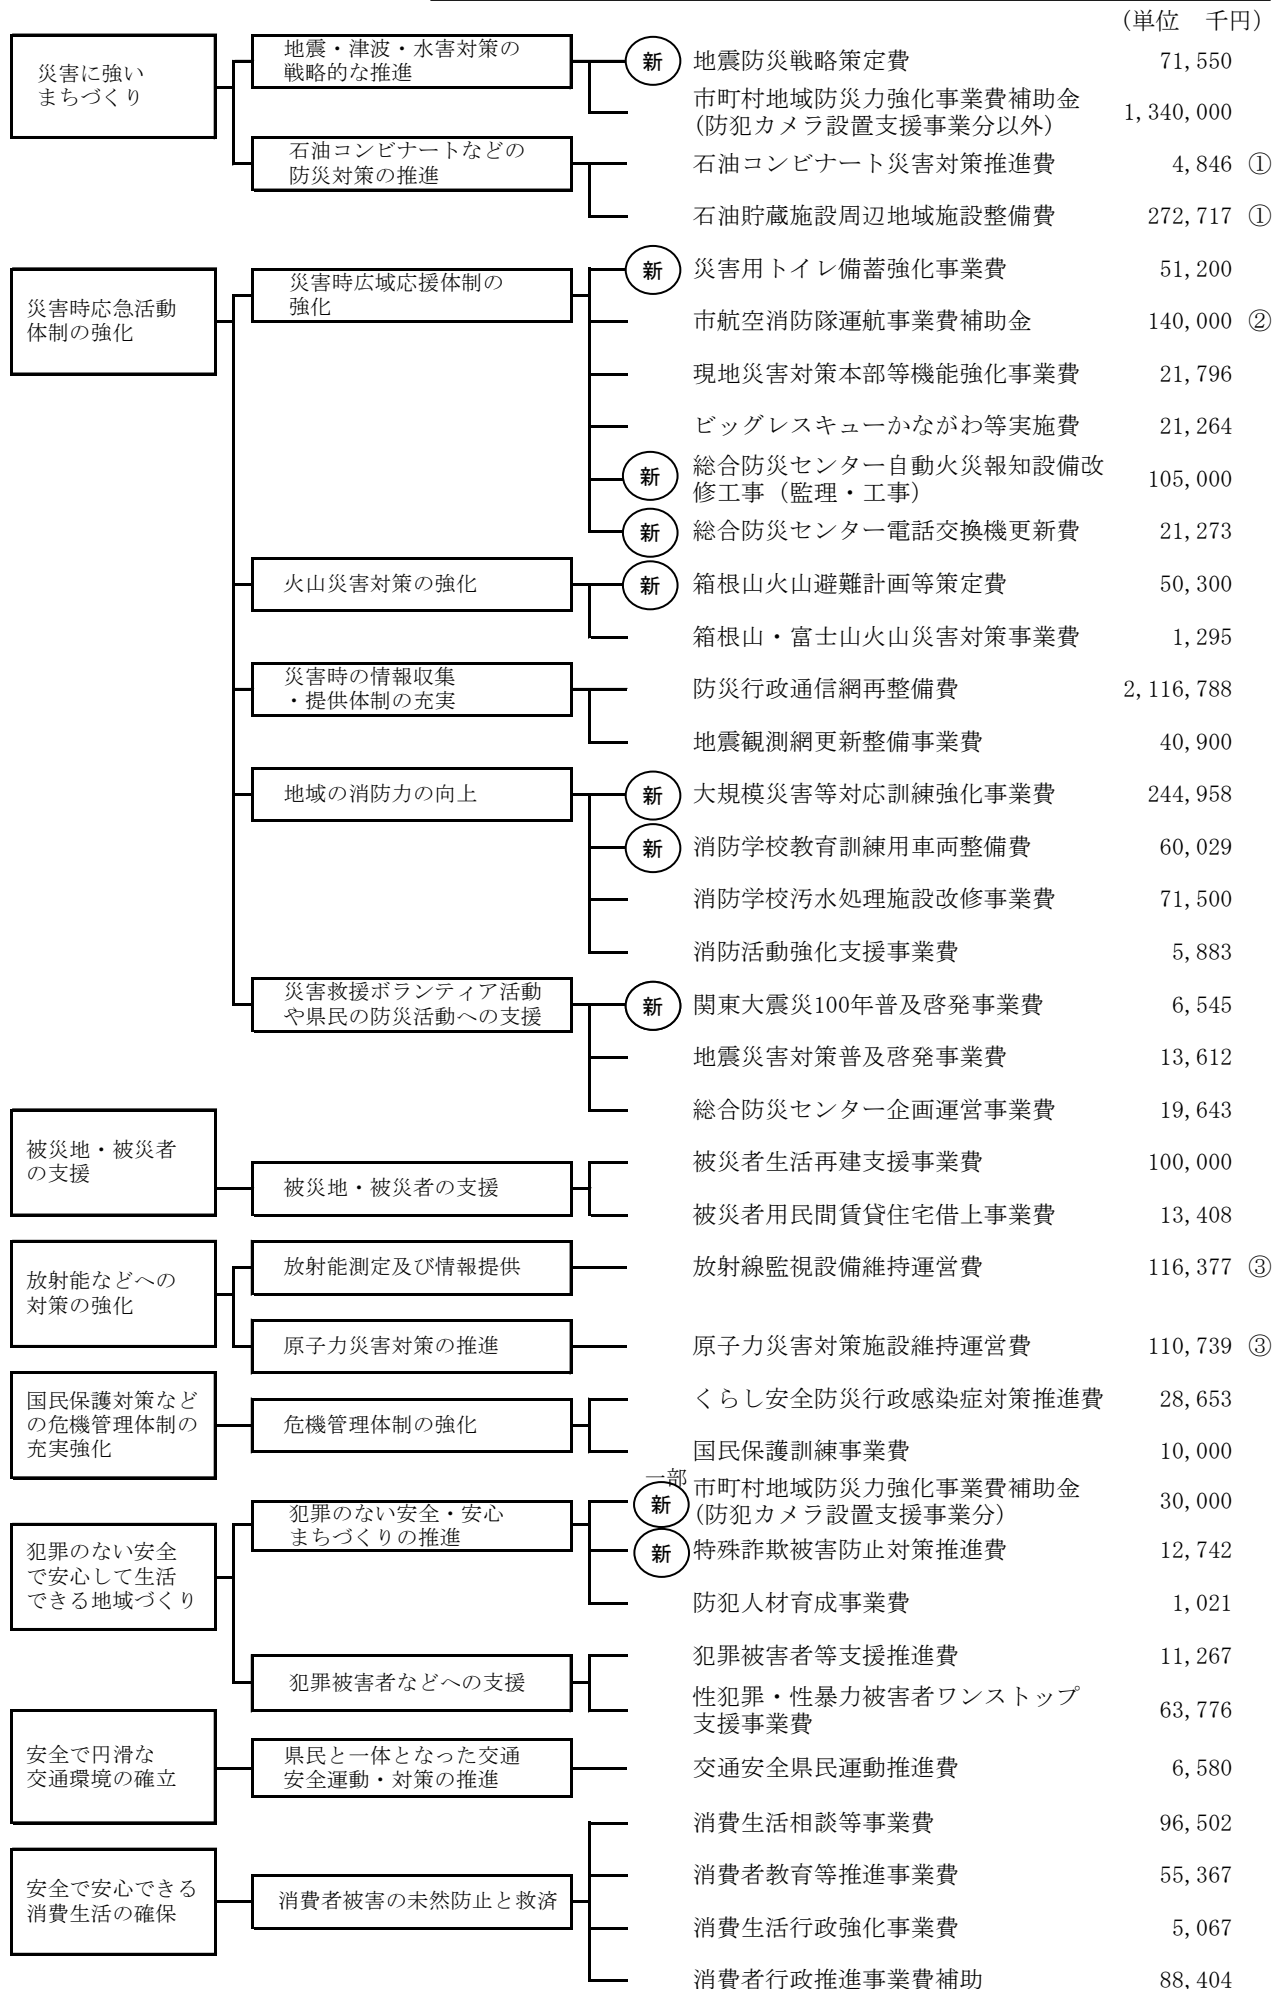 (単位　千円)
災害に強い
まちづくり
地震・津波・水害対策の
戦略的な推進
新 地震防災戦略策定費 71,550
市町村地域防災力強化事業費補助金
(防犯カメラ設置支援事業分以外) 1,340,000
石油コンビナートなどの
防災対策の推進
石油コンビナート災害対策推進費 4,846 ①
石油貯蔵施設周辺地域施設整備費 272,717 ①
災害時応急活動
体制の強化
災害時広域応援体制の
強化
新 災害用トイレ備蓄強化事業費 51,200
市航空消防隊運航事業費補助金 140,000 ②
現地災害対策本部等機能強化事業費 21,796
ビッグレスキューかながわ等実施費 21,264
新 総合防災センター自動火災報知設備改
修工事（監理・工事） 105,000
新 総合防災センター電話交換機更新費 21,273
火山災害対策の強化
新 箱根山火山避難計画等策定費 50,300
箱根山・富士山火山災害対策事業費 1,295
災害時の情報収集
・提供体制の充実
防災行政通信網再整備費 2,116,788
地震観測網更新整備事業費 40,900
地域の消防力の向上
新 大規模災害等対応訓練強化事業費 244,958
新 消防学校教育訓練用車両整備費 60,029
消防学校汚水処理施設改修事業費 71,500
消防活動強化支援事業費 5,883
災害救援ボランティア活動
や県民の防災活動への支援
新 関東大震災100年普及啓発事業費 6,545
地震災害対策普及啓発事業費 13,612
総合防災センター企画運営事業費 19,643
被災地・被災者
の支援
被災地・被災者の支援
被災者生活再建支援事業費 100,000
被災者用民間賃貸住宅借上事業費 13,408
放射能などへの
対策の強化
放射能測定及び情報提供
放射線監視設備維持運営費 116,377 ③
原子力災害対策の推進
原子力災害対策施設維持運営費 110,739 ③
国民保護対策など
の危機管理体制の
充実強化
危機管理体制の強化
くらし安全防災行政感染症対策推進費 28,653
国民保護訓練事業費 10,000
犯罪のない安全
で安心して生活
できる地域づくり
犯罪のない安全・安心
まちづくりの推進
一部
新 市町村地域防災力強化事業費補助金
(防犯カメラ設置支援事業分) 30,000
新 特殊詐欺被害防止対策推進費 12,742
防犯人材育成事業費 1,021
犯罪被害者などへの支援
犯罪被害者等支援推進費 11,267
性犯罪・性暴力被害者ワンストップ
支援事業費 63,776
安全で円滑な
交通環境の確立
県民と一体となった交通
安全運動・対策の推進
交通安全県民運動推進費 6,580
安全で安心できる
消費生活の確保
消費者被害の未然防止と救済
消費生活相談等事業費 96,502
消費者教育等推進事業費 55,367
消費生活行政強化事業費 5,067
消費者行政推進事業費補助 88,404